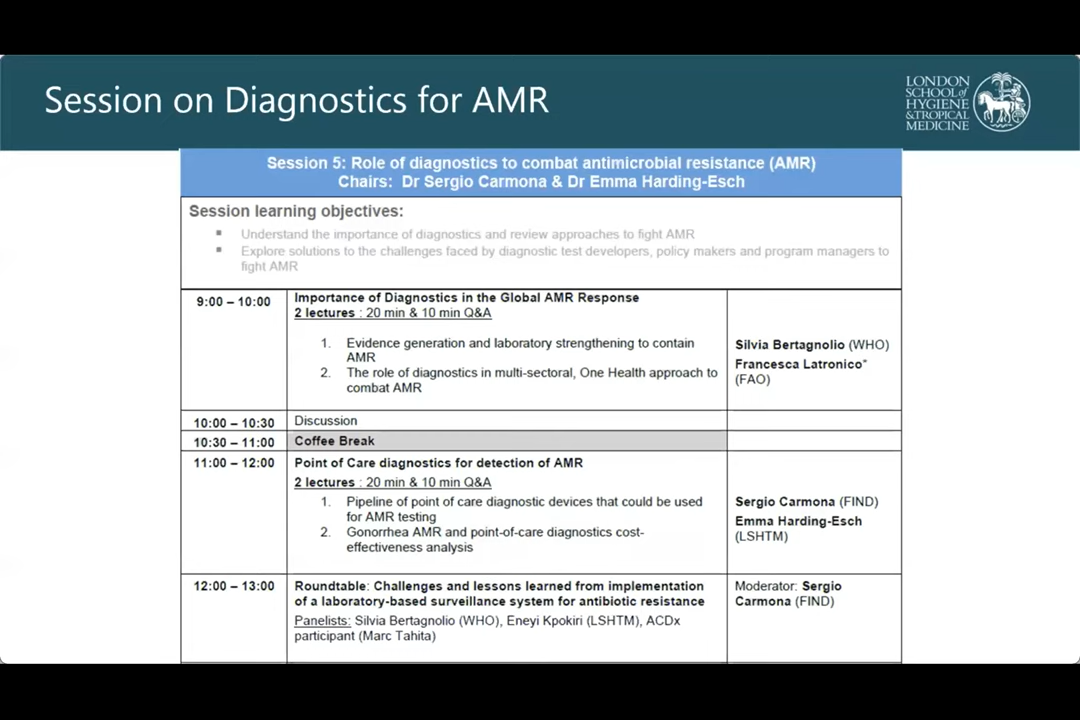 Session on Diagnostics for AMR
LONDON
SCHOOL of
HYGIENE
& TROPICAL
MEDICINE
Session 5: Role of diagnostics to combat antimicrobial resistance (AMR)
Chairs: Dr Sergio Carmona & Dr Emma Harding-Esch
Session learning objectives:
▪ Understand the importance of diagnostics and review approaches to fight AMR
▪ Explore solutions to the challenges faced by diagnostic test developers, policy makers and program managers to
fight AMR
9:00 – 10:00
Importance of Diagnostics in the Global AMR Response
2 lectures : 20 min & 10 min Q&A
1. Evidence generation and laboratory strengthening to contain
AMR
2. The role of diagnostics in multi-sectoral, One Health approach to
combat AMR
Silvia Bertagnolio (WHO)
Francesca Latronico*
(FAO)
10:00 – 10:30
Discussion
10:30 – 11:00
Coffee Break
11:00 – 12:00
Point of Care diagnostics for detection of AMR
2 lectures : 20 min & 10 min Q&A
1. Pipeline of point of care diagnostic devices that could be used
for AMR testing
2. Gonorrhea AMR and point-of-care diagnostics cost-
effectiveness analysis
Sergio Carmona (FIND)
Emma Harding-Esch
(LSHTM)
12:00 – 13:00
Roundtable: Challenges and lessons learned from implementation
of a laboratory-based surveillance system for antibiotic resistance
Panelists: Silvia Bertagnolio (WHO), Eneyi Kpokiri (LSHTM), ACDx
participant (Marc Tahita)
Moderator: Sergio
Carmona (FIND)